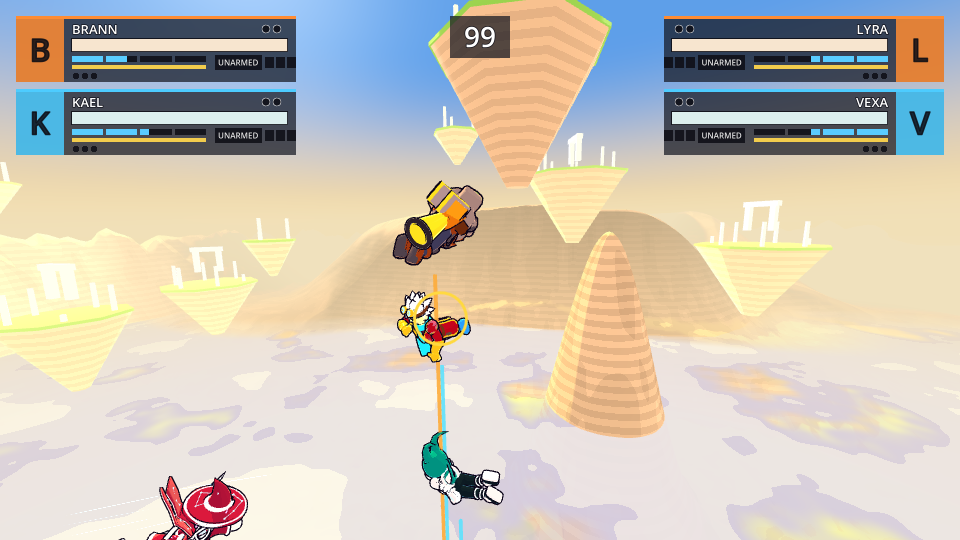 B
BRANN
UNARMED
K
KAEL
UNARMED
99
LYRA
L
UNARMED
VEXA
V
UNARMED